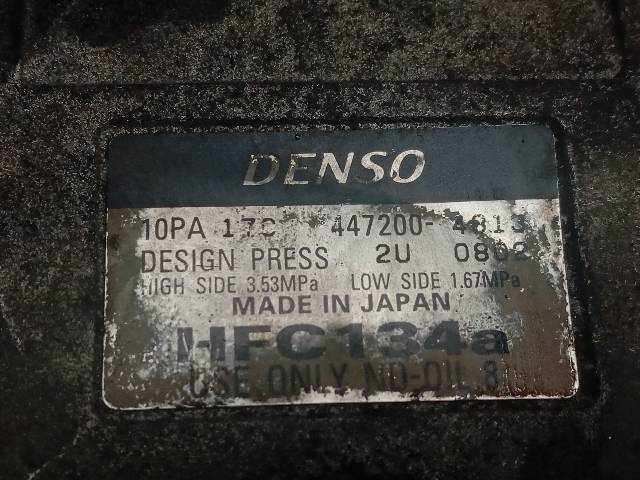 DENSO
10PA 17C 447200-4813
DESIGN PRESS 2U 0802
HIGH SIDE 3.53MPa LOW SIDE 1.67MPa
MADE IN JAPAN
HFC134a
USE ONLY ND-OIL 8